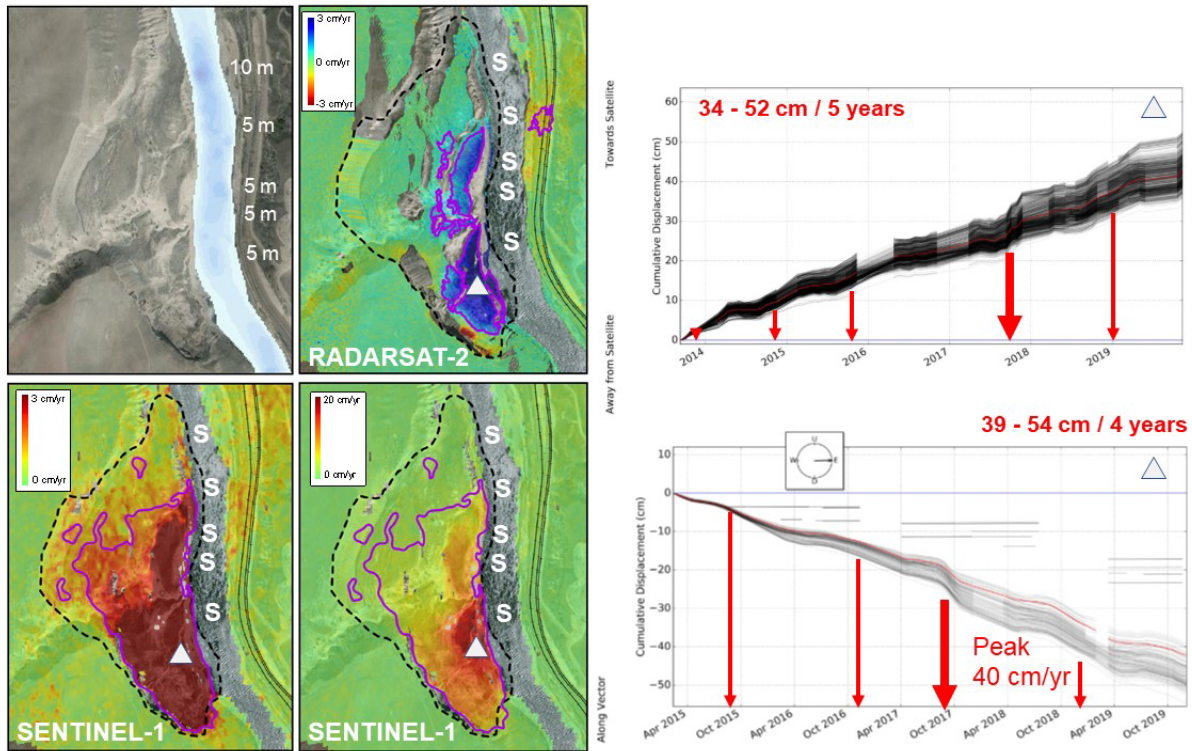 10 m
5 m
5 m
5 m
5 m
3 cm/yr
0 cm/yr
-3 cm/yr
S
S
S
S
S
RADARSAT-2
Towards Satellite
Away from Satellite
Cumulative Displacement (cm)
34 - 52 cm / 5 years
60
50
40
30
20
10
0
2014
2015
2016
2017
2018
2019
3 cm/yr
0 cm/yr
S
S
S
S
S
SENTINEL-1
20 cm/yr
0 cm/yr
S
S
S
S
S
SENTINEL-1
Along Vector
Cumulative Displacement (cm)
39 - 54 cm / 4 years
U
W
E
D
10
0
-10
-20
-30
-40
-50
Peak
40 cm/yr
Apr 2015
Oct 2015
Apr 2016
Oct 2016
Apr 2017
Oct 2017
Apr 2018
Oct 2018
Apr 2019
Oct 2019